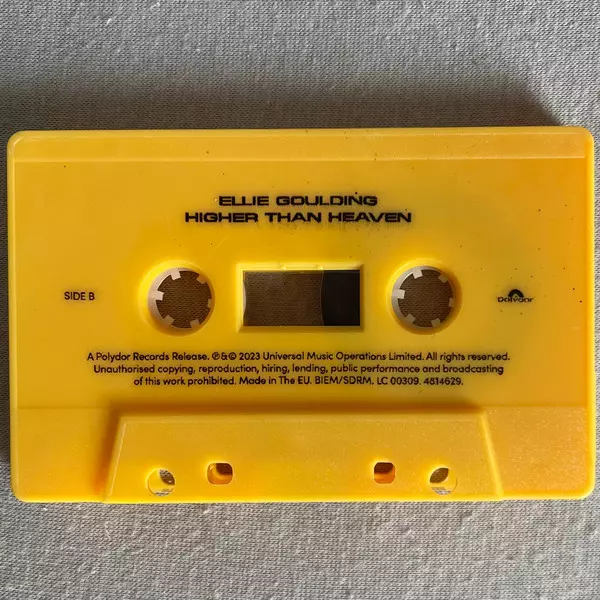 ELLIE GOULDING
HIGHER THAN HEAVEN
SIDE B
polydor
A Polydor Records Release. ℗&© 2023 Universal Music Operations Limited. All rights reserved.
Unauthorised copying, reproduction, hiring, lending, public performance and broadcasting
of this work prohibited. Made in The EU. BIEM/SDRM. LC 00309. 4814629.